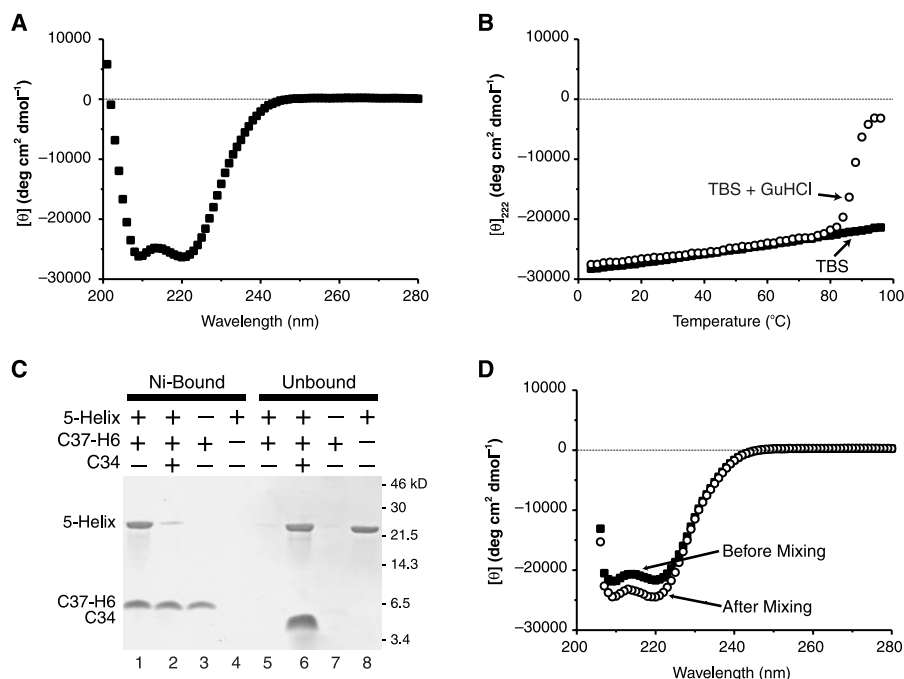 A
10000
0
−10000
−20000
−30000
[θ] (deg cm² dmol⁻¹)
200 220 240 260 280
Wavelength (nm)
B
10000
0
−10000
−20000
−30000
[θ]₂₂₂ (deg cm² dmol⁻¹)
TBS + GuHCl
TBS
0 20 40 60 80 100
Temperature (°C)
C
Ni-Bound Unbound
5-Helix + + − − + + − +
C37-H6 + + + − + + + −
C34 − + − − − + − −
46 kD
30
21.5
14.3
6.5
3.4
5-Helix
C37-H6
C34
1 2 3 4 5 6 7 8
D
10000
0
−10000
−20000
−30000
[θ] (deg cm² dmol⁻¹)
Before Mixing
After Mixing
200 220 240 260 280
Wavelength (nm)